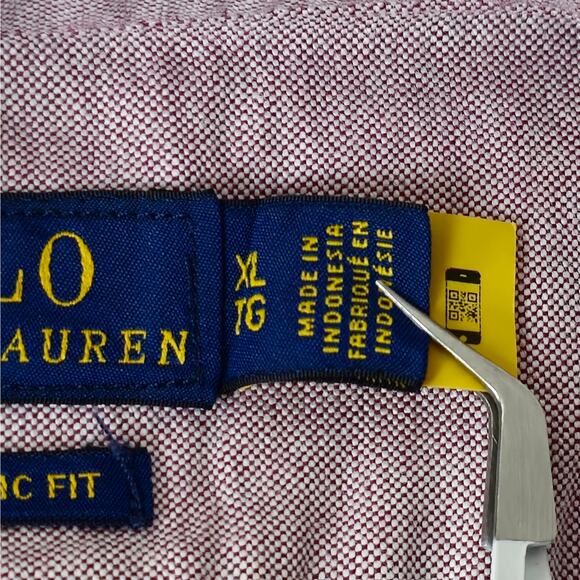 LO
AUREN
XL
TG
MADE IN
INDONESIA
FABRIQUÉ EN
INDONÉSIE
IC FIT